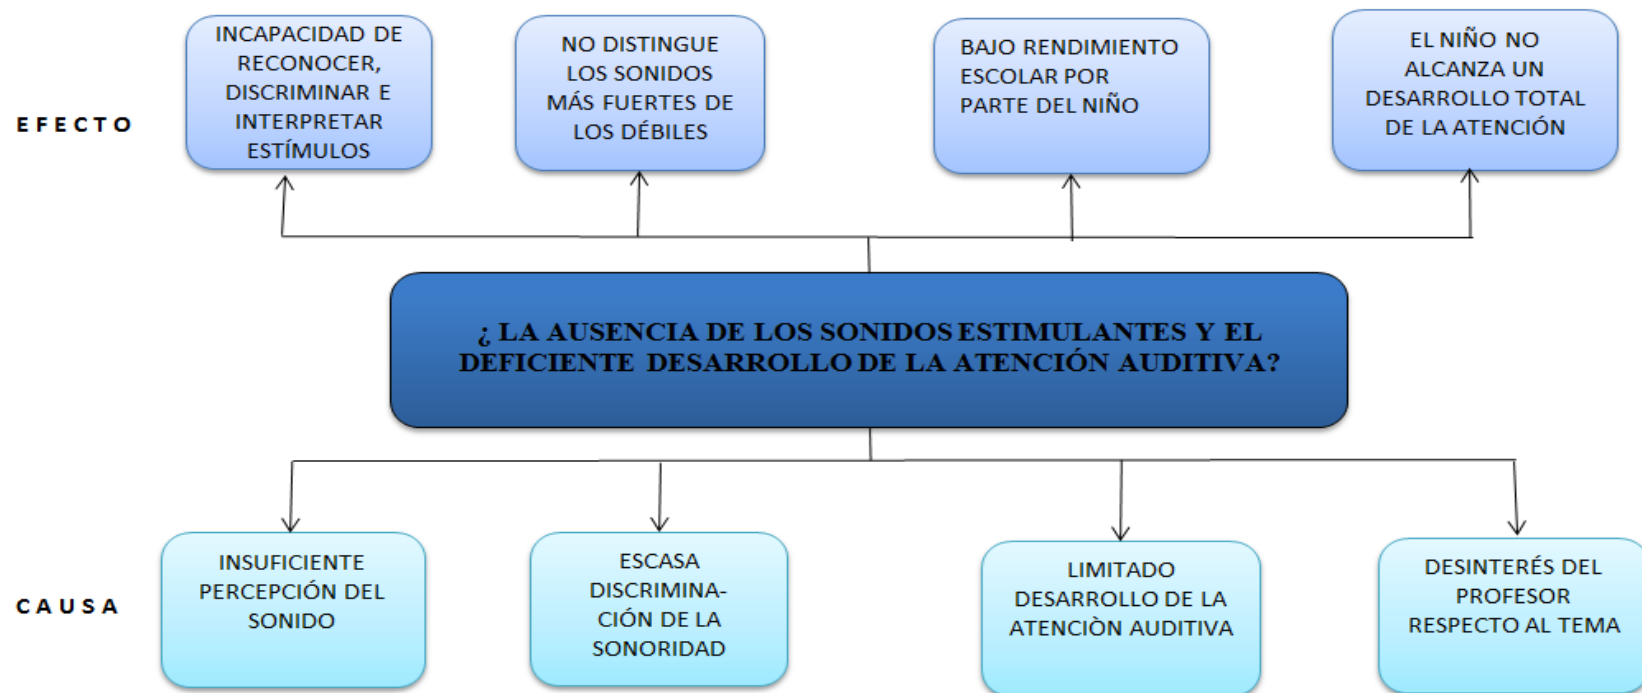 INCAPACIDAD DE
RECONOCER,
DISCRIMINAR E
INTERPRETAR
ESTÍMULOS
NO DISTINGUE
LOS SONIDOS
MÁS FUERTES DE
LOS DÉBILES
BAJO RENDIMIENTO
ESCOLAR POR
PARTE DEL NIÑO
EL NIÑO NO
ALCANZA UN
DESARROLLO TOTAL
DE LA ATENCIÓN
EFECTO
¿ LA AUSENCIA DE LOS SONIDOS ESTIMULANTES Y EL
DEFICIENTE DESARROLLO DE LA ATENCIÓN AUDITIVA?
INSUFICIENTE
PERCEPCIÓN DEL
SONIDO
ESCASA
DISCRIMINA-
CIÓN DE LA
SONORIDAD
LIMITADO
DESARROLLO DE LA
ATENCIÒN AUDITIVA
DESINTERÉS DEL
PROFESOR
RESPECTO AL TEMA
CAUSA